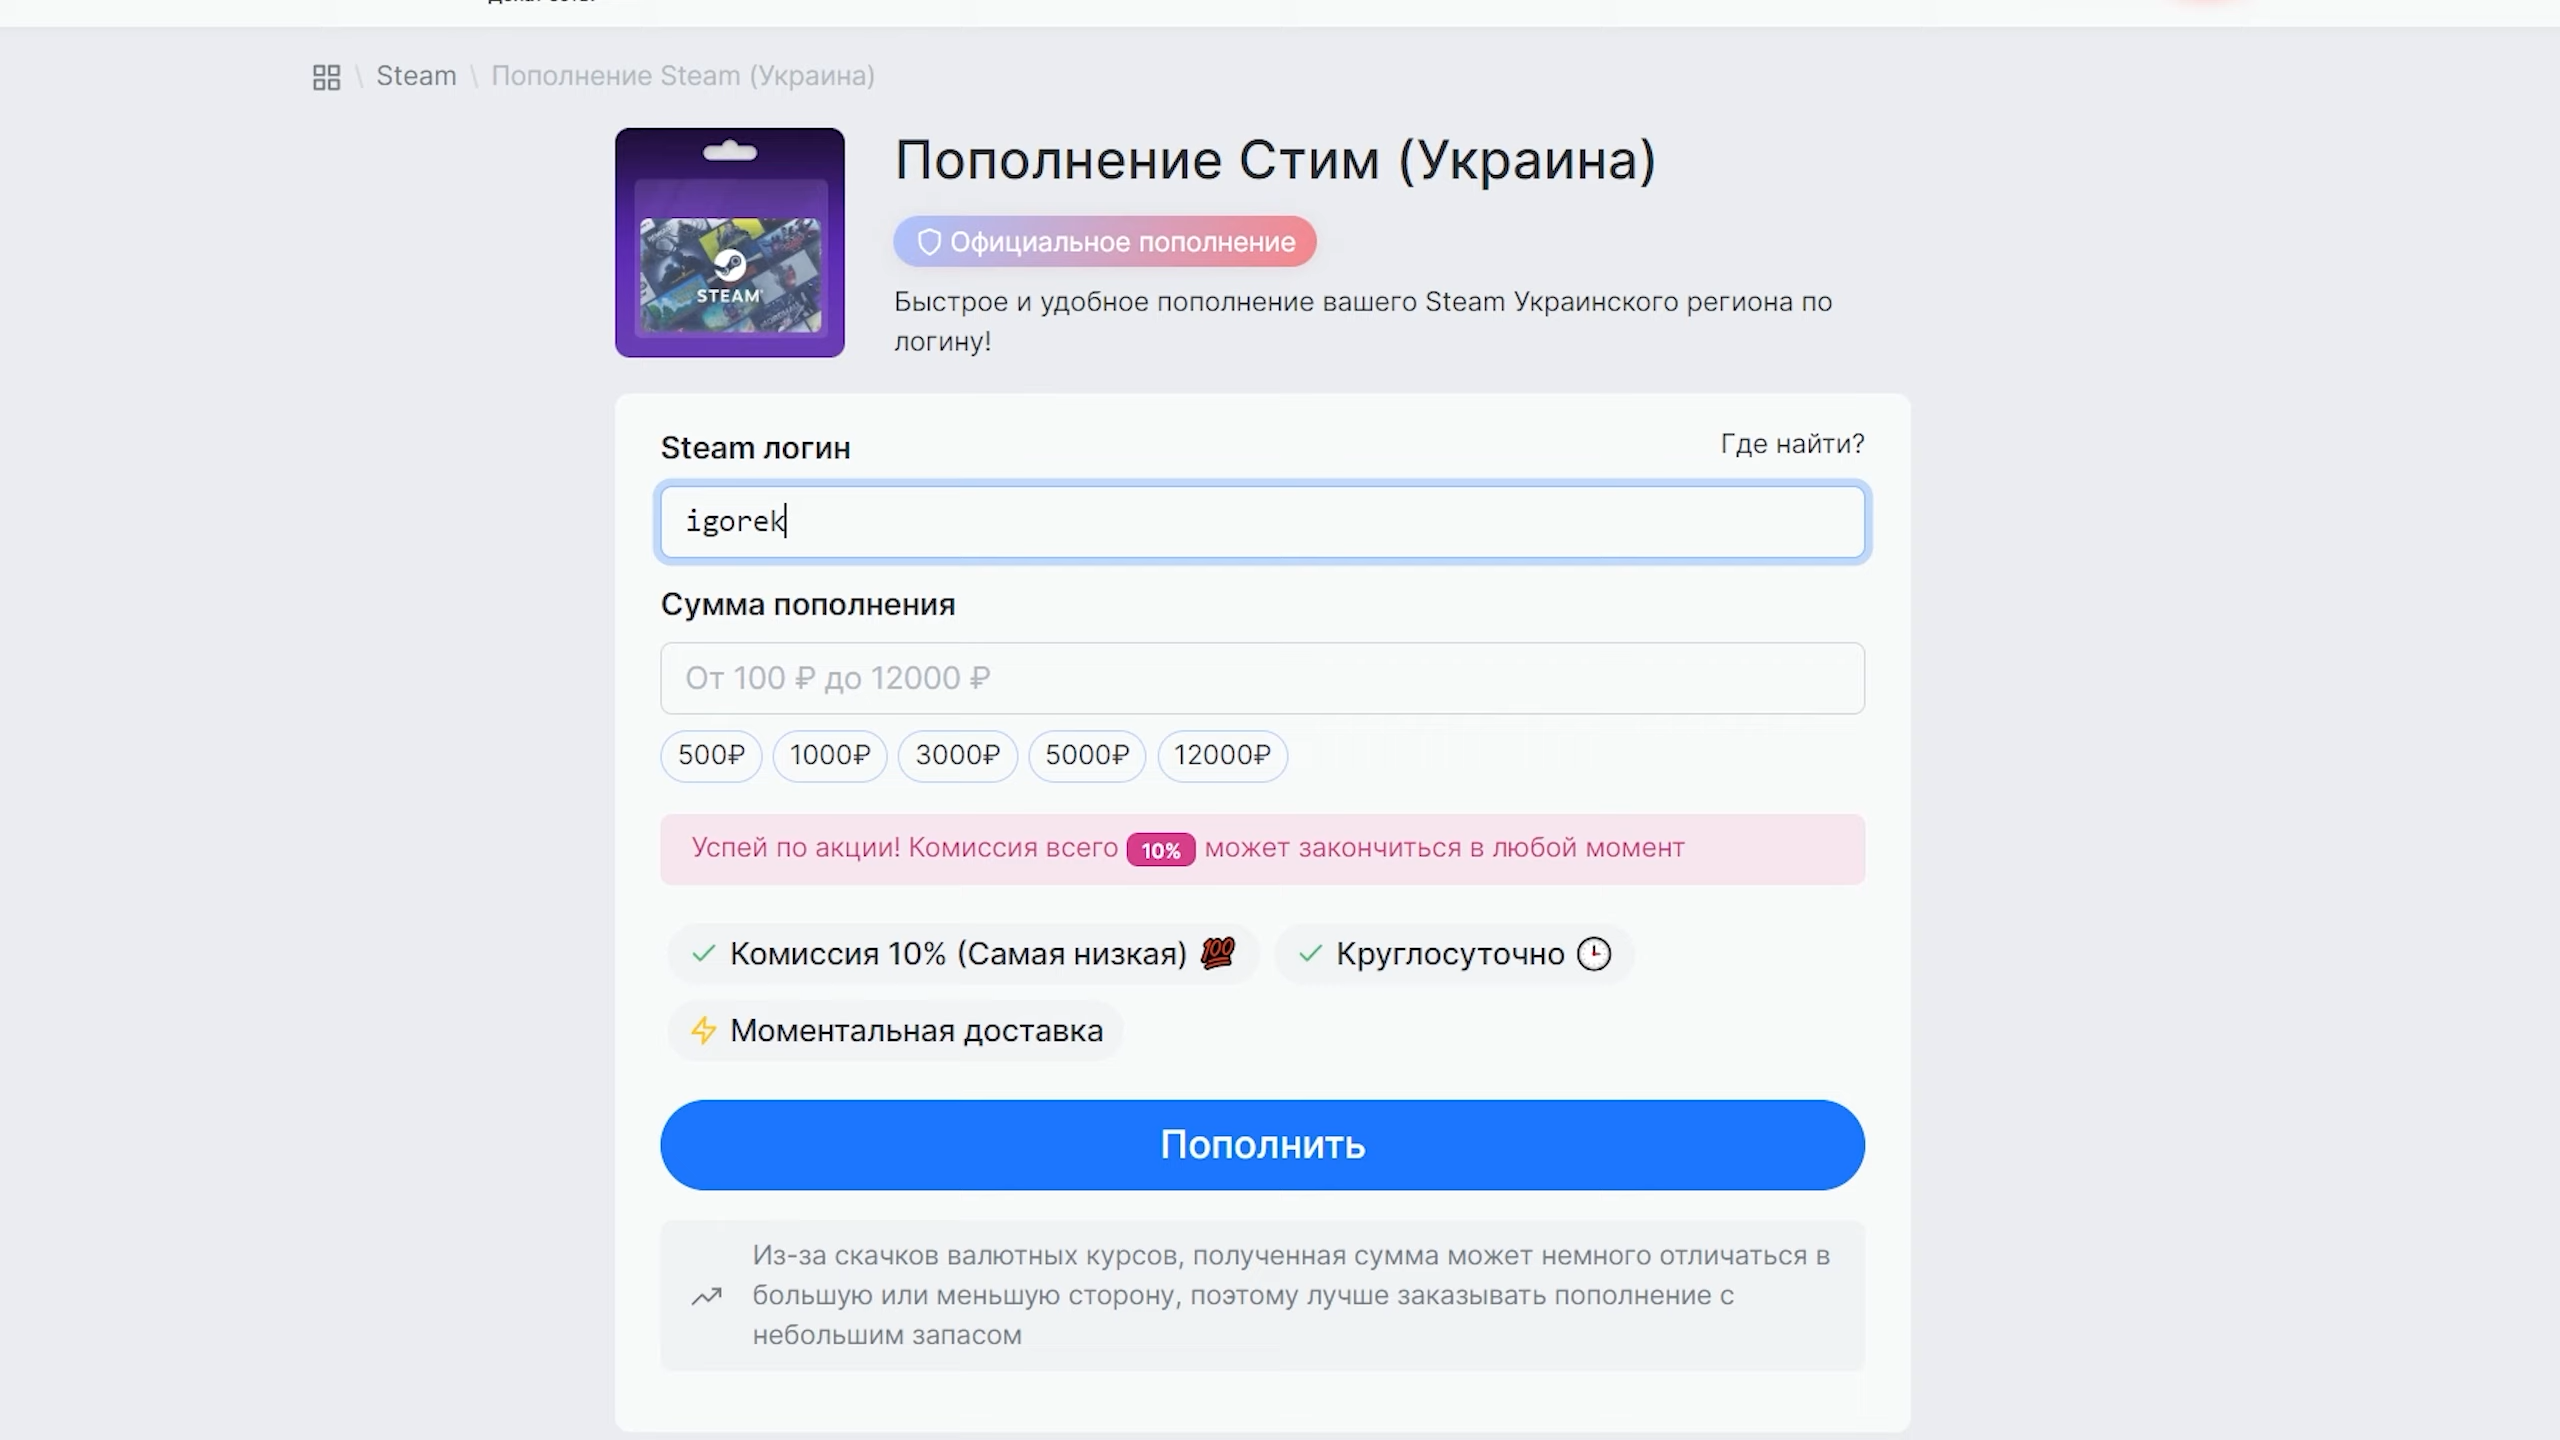 Steam \ Пополнение Steam (Украина)
Пополнение Стим (Украина)
Официальное пополнение
Быстрое и удобное пополнение вашего Steam Украинского региона по
логину!
STEAM
Steam логин
Где найти?
igorek
Сумма пополнения
От 100 ₽ до 12000 ₽
500₽ 1000₽ 3000₽ 5000₽ 12000₽
Успей по акции! Комиссия всего 10% может закончиться в любой момент
Комиссия 10% (Самая низкая) 💯 Круглосуточно
Моментальная доставка
Пополнить
Из-за скачков валютных курсов, полученная сумма может немного отличаться в
большую или меньшую сторону, поэтому лучше заказывать пополнение с
небольшим запасом